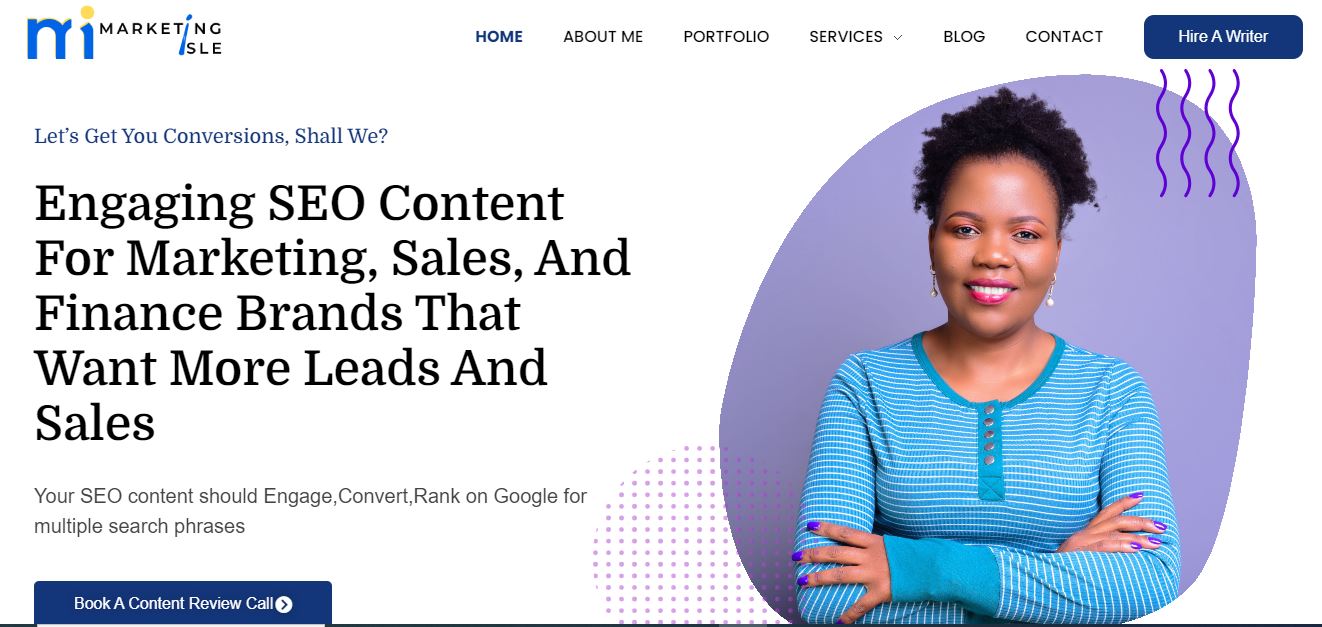 mi MARKETING
ISLE
HOME ABOUT ME PORTFOLIO SERVICES BLOG CONTACT Hire A Writer
Let's Get You Conversions, Shall We?
Engaging SEO Content
For Marketing, Sales, And
Finance Brands That
Want More Leads And
Sales
Your SEO content should Engage,Convert,Rank on Google for
multiple search phrases
Book A Content Review Call